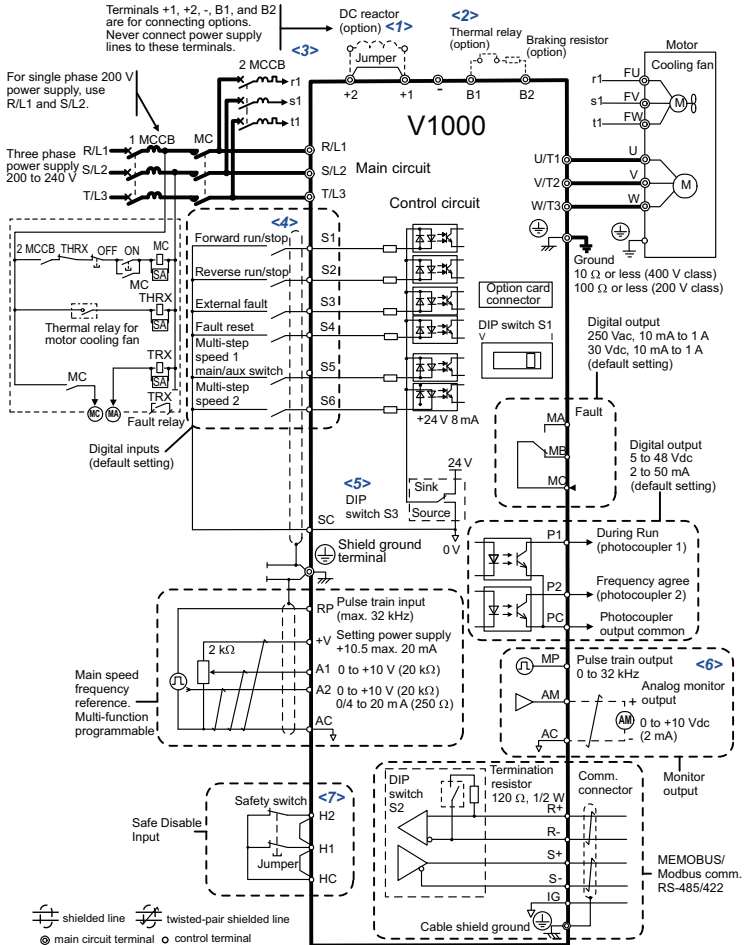 Terminals +1, +2, -, B1, and B2
are for connecting options.
Never connect power supply
lines to these terminals.
DC reactor
(option)
<1>
Jumper
<2>
Thermal relay
(option)
Braking resistor
(option)
Motor
Cooling fan
<3>
2 MCCB
r1
s1
t1
+2
+1
-
B1
B2
r1
s1
t1
FU
FV
FW
M
For single phase 200 V
power supply, use
R/L1 and S/L2.
V1000
1 MCCB
MC
R/L1
R/L1
Three phase
power supply
200 to 240 V
S/L2
S/L2
T/L3
T/L3
Main circuit
Control circuit
U/T1
V/T2
W/T3
U
V
W
M
Ground
10 Ω or less (400 V class)
100 Ω or less (200 V class)
2 MCCB
THRX
OFF
ON
MC
SA
MC
THRX
SA
Thermal relay for
motor cooling fan
TRX
SA
MC
MC
MA
TRX
Fault relay
<4>
Forward run/stop
S1
Reverse run/stop
S2
External fault
S3
Fault reset
S4
Multi-step
speed 1
main/aux switch
S5
Multi-step
speed 2
S6
Digital inputs
(default setting)
+24 V 8 mA
Option card
connector
DIP switch S1
V
I
Digital output
250 Vac, 10 mA to 1 A
30 Vdc, 10 mA to 1 A
(default setting)
MA
Fault
MB
MC
Digital output
5 to 48 Vdc
2 to 50 mA
(default setting)
<5>
DIP
switch S3
24 V
Sink
Source
0 V
SC
Shield ground
terminal
P1
During Run
(photocoupler 1)
P2
Frequency agree
(photocoupler 2)
PC
Photocoupler
output common
Main speed
frequency
reference.
Multi-function
programmable
RP
Pulse train input
(max. 32 kHz)
2 kΩ
+V
Setting power supply
+10.5 max. 20 mA
A1
0 to +10 V (20 kΩ)
A2
0 to +10 V (20 kΩ)
0/4 to 20 mA (250 Ω)
AC
MP
Pulse train output
0 to 32 kHz
<6>
AM
Analog monitor
output
+
AM
0 to +10 Vdc
(2 mA)
-
AC
Monitor
output
Safe Disable
Input
Safety switch
<7>
H2
H1
Jumper
HC
DIP
switch
S2
Termination
resistor
120 Ω, 1/2 W
Comm.
connector
R+
R-
S+
S-
IG
Cable shield ground
MEMOBUS/
Modbus comm.
RS-485/422
shielded line
twisted-pair shielded line
main circuit terminal
control terminal